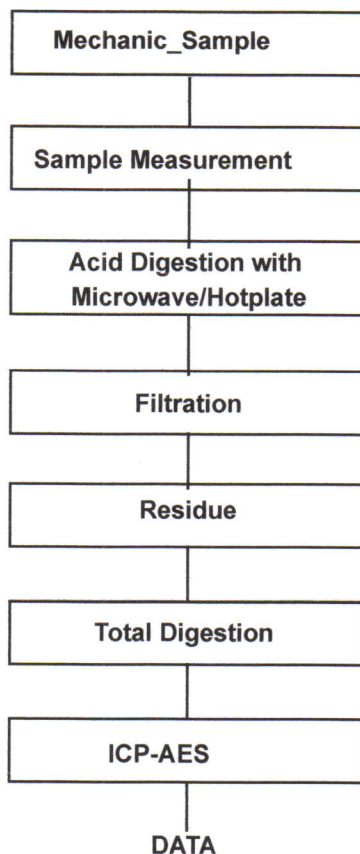 Mechanic_Sample
Sample Measurement
Acid Digestion with
Microwave/Hotplate
Filtration
Residue
Total Digestion
ICP-AES
DATA